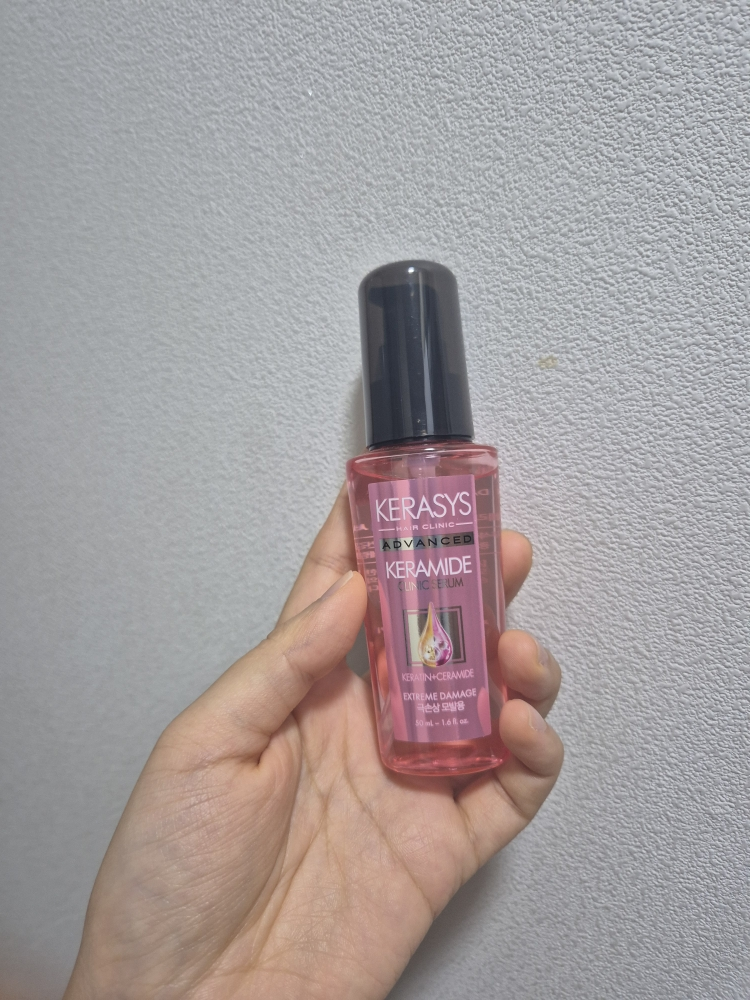 KERASYS
HAIR CLINIC
ADVANCED
KERAMIDE
CLINIC SERUM
KERATIN+CERAMIDE
EXTREME DAMAGE
극손상 모발용
50 mL ~ 1.6 fl. oz.